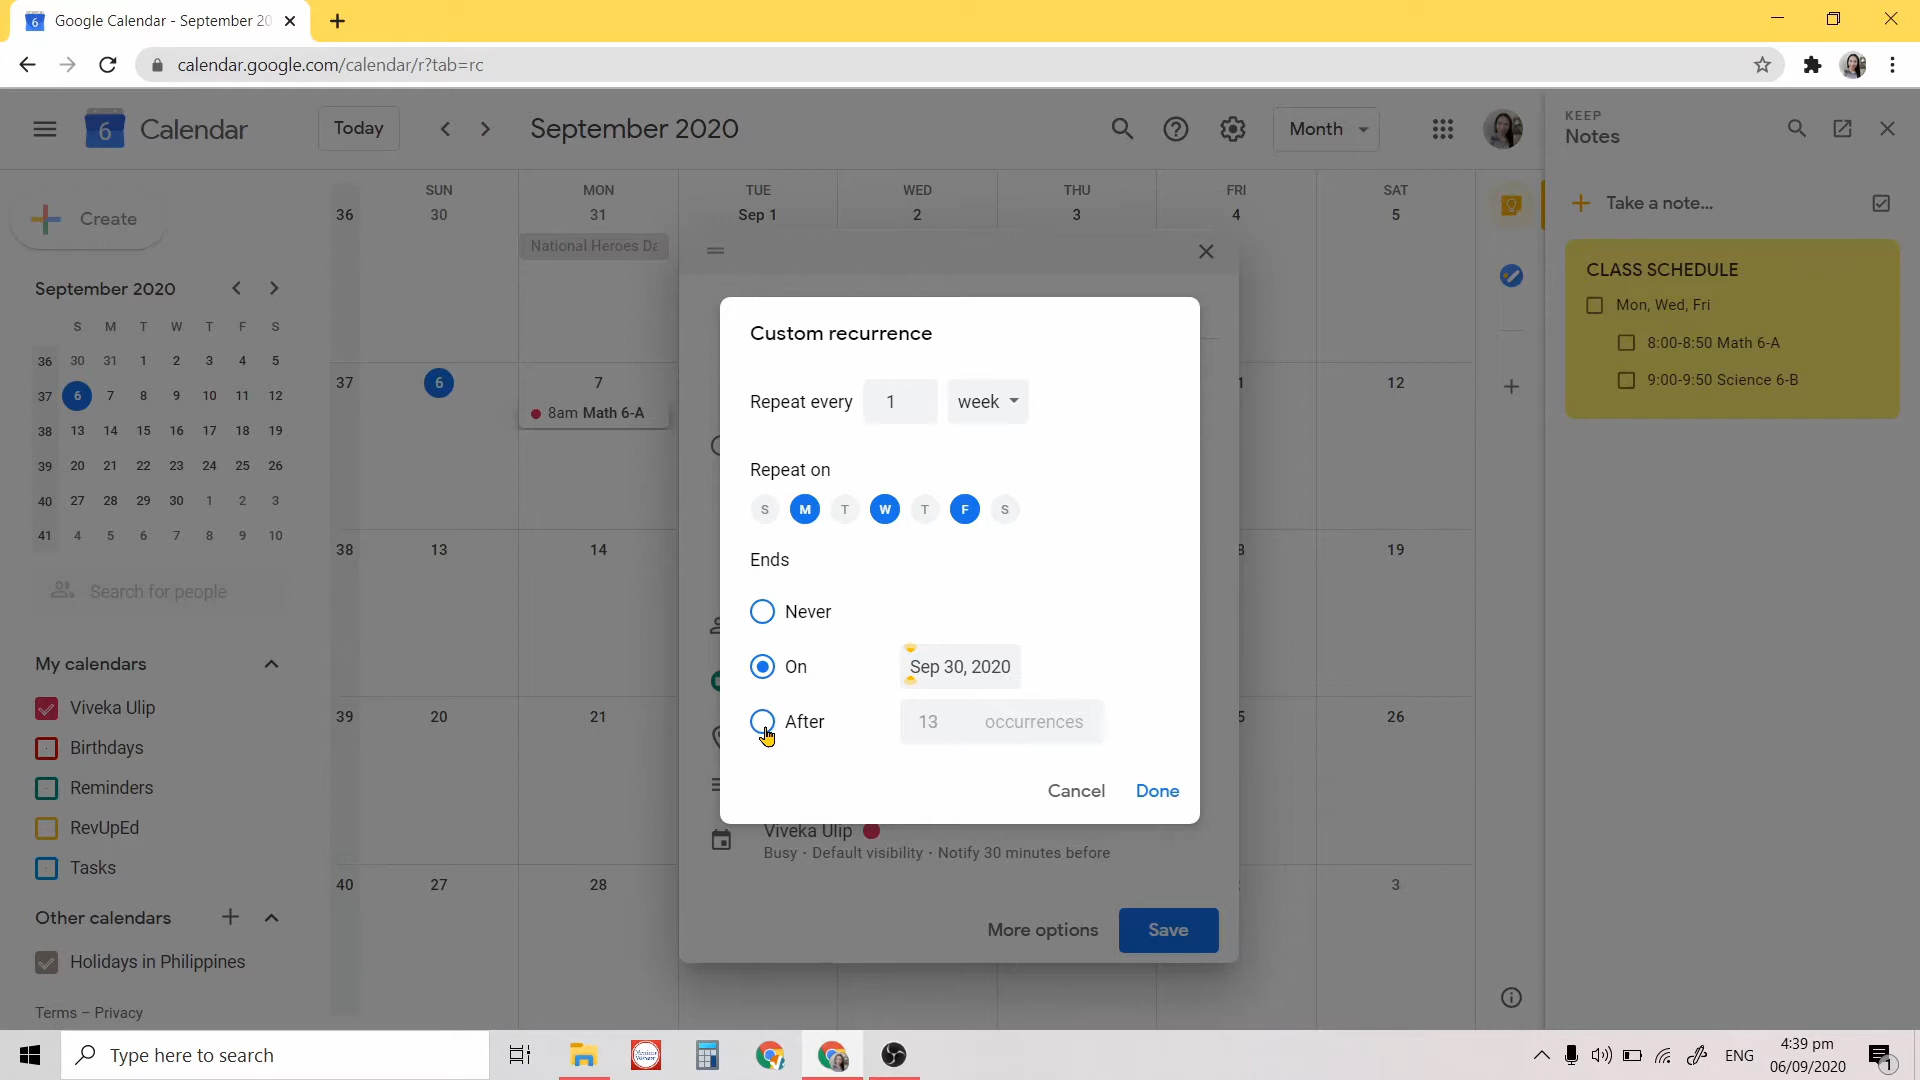 Google Calendar - September 20
calendar.google.com/calendar/r?tab=rc
6 Calendar
Today
September 2020
Month
KEEP
Notes
Create
SUN MON TUE WED THU FRI SAT
36 30 31 Sep 1 2 3 4 5
National Heroes Da
Take a note...
CLASS SCHEDULE
Mon, Wed, Fri
8:00-8:50 Math 6-A
9:00-9:50 Science 6-B
September 2020
S M T W T F S
36 30 31 1 2 3 4 5
37 6 7 8 9 10 11 12
38 13 14 15 16 17 18 19
39 20 21 22 23 24 25 26
40 27 28 29 30 1 2 3
41 4 5 6 7 8 9 10
Search for people
My calendars
Viveka Ulip
Birthdays
Reminders
RevUpEd
Tasks
Other calendars
Holidays in Philippines
Terms – Privacy
37 6 7 12
8am Math 6-A
38 13 14 19
39 20 21 26
40 27 28 3
Custom recurrence
Repeat every 1 week
Repeat on
S M T W T F S
Ends
Never
On Sep 30, 2020
After 13 occurrences
Cancel Done
Viveka Ulip
Busy · Default visibility · Notify 30 minutes before
More options Save
Type here to search
ENG
4:39 pm
06/09/2020
1